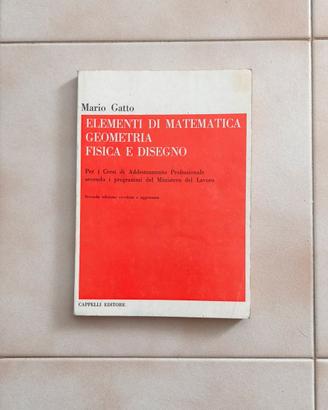 Mario Gatto
ELEMENTI DI MATEMATICA
GEOMETRIA
FISICA E DISEGNO
Per i Corsi di Addestramento Professionale
secondo i programmi del Ministero del Lavoro
Seconda edizione riveduta e aggiornata
CAPPELLI EDITORE